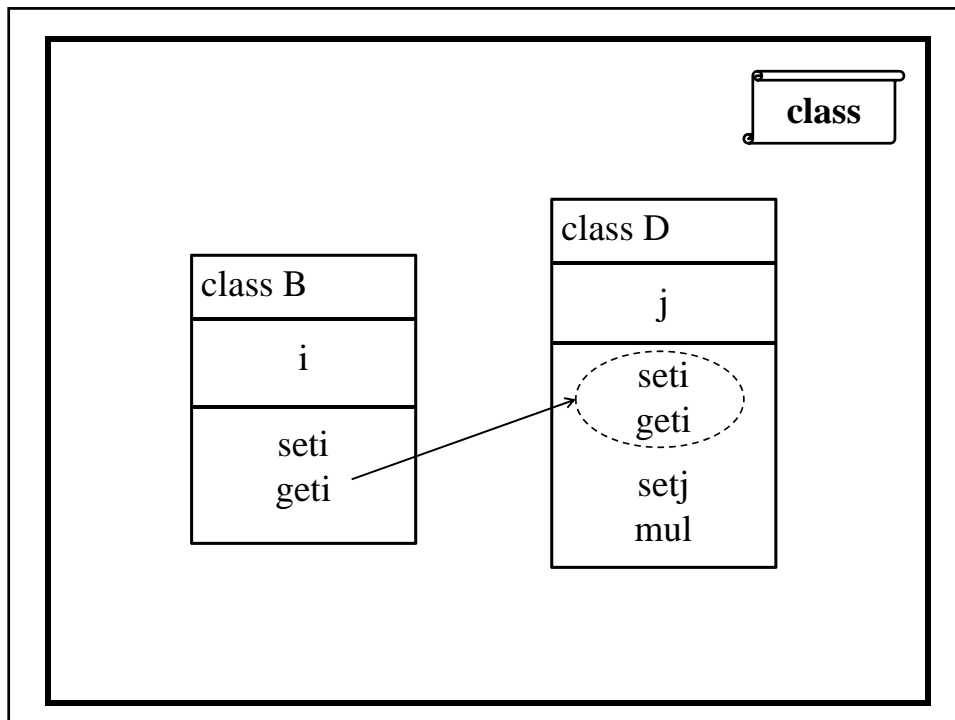 class
class B
i
seti
geti
class D
j
seti
geti
setj
mul